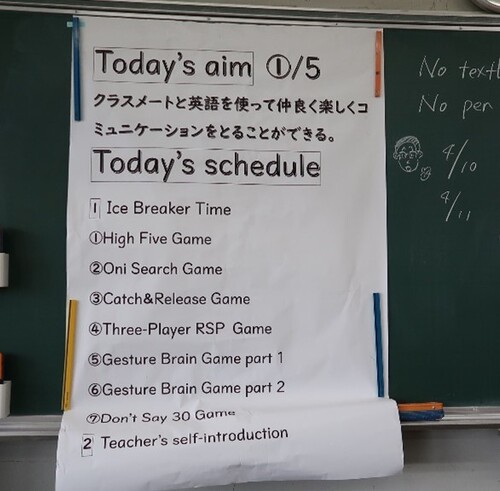 Today's aim ①/5
クラスメートと英語を使って仲良く楽しくコ
ミュニケーションをとることができる。
Today's schedule
1 Ice Breaker Time
①High Five Game
②Oni Search Game
③Catch&Release Game
④Three-Player RSP Game
⑤Gesture Brain Game part 1
⑥Gesture Brain Game part 2
⑦Don't Say 30 Game
2 Teacher's self-introduction
No
No pen
4/10
4/11